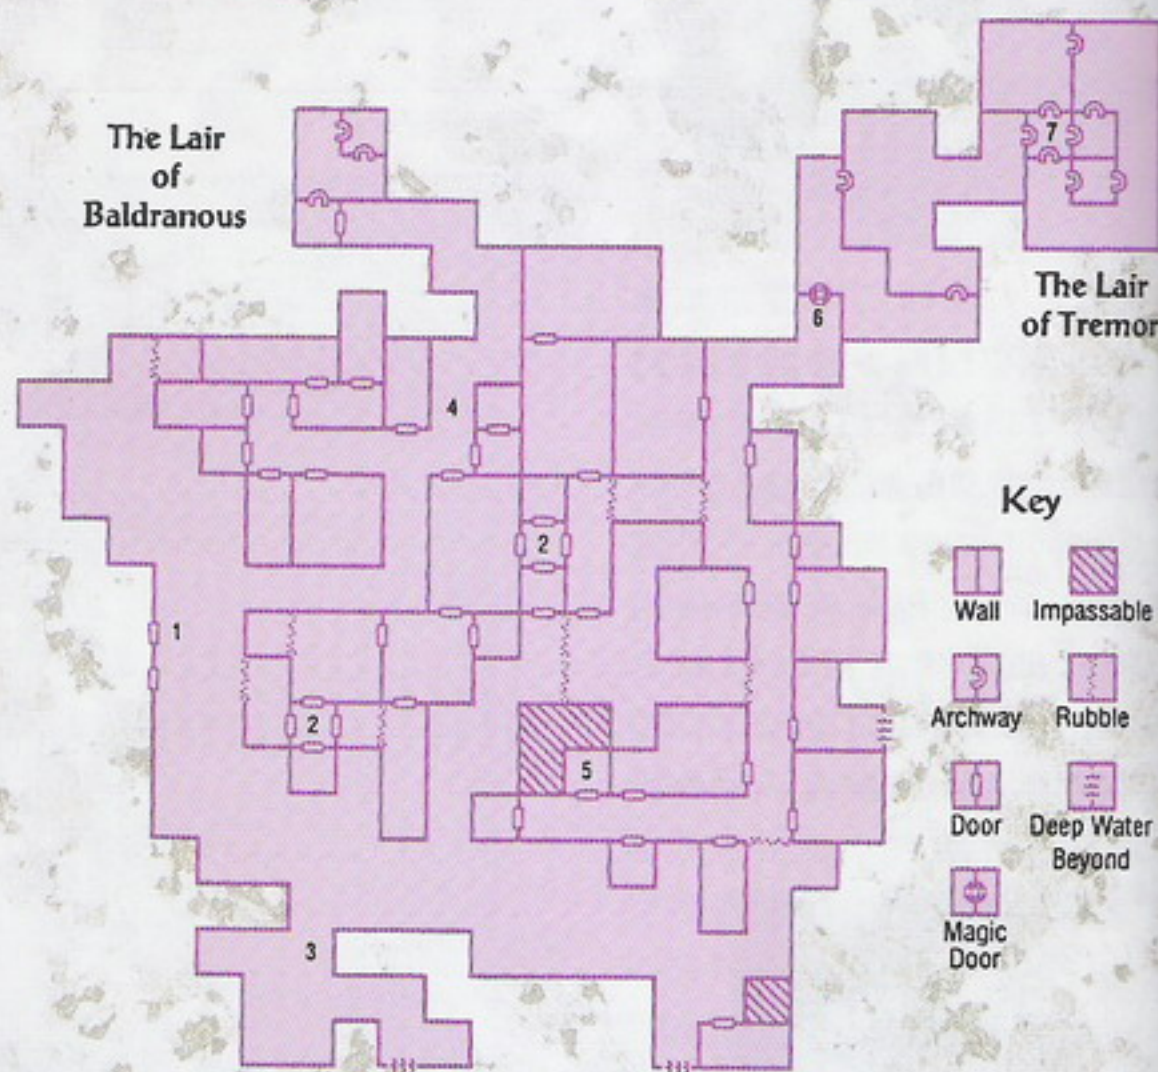 The Lair
of
Baldranous
7
The Lair
of Tremor
6
4
Key
2
Wall
Impassable
1
Archway
Rubble
2
5
Door
Deep Water
Beyond
3
Magic
Door